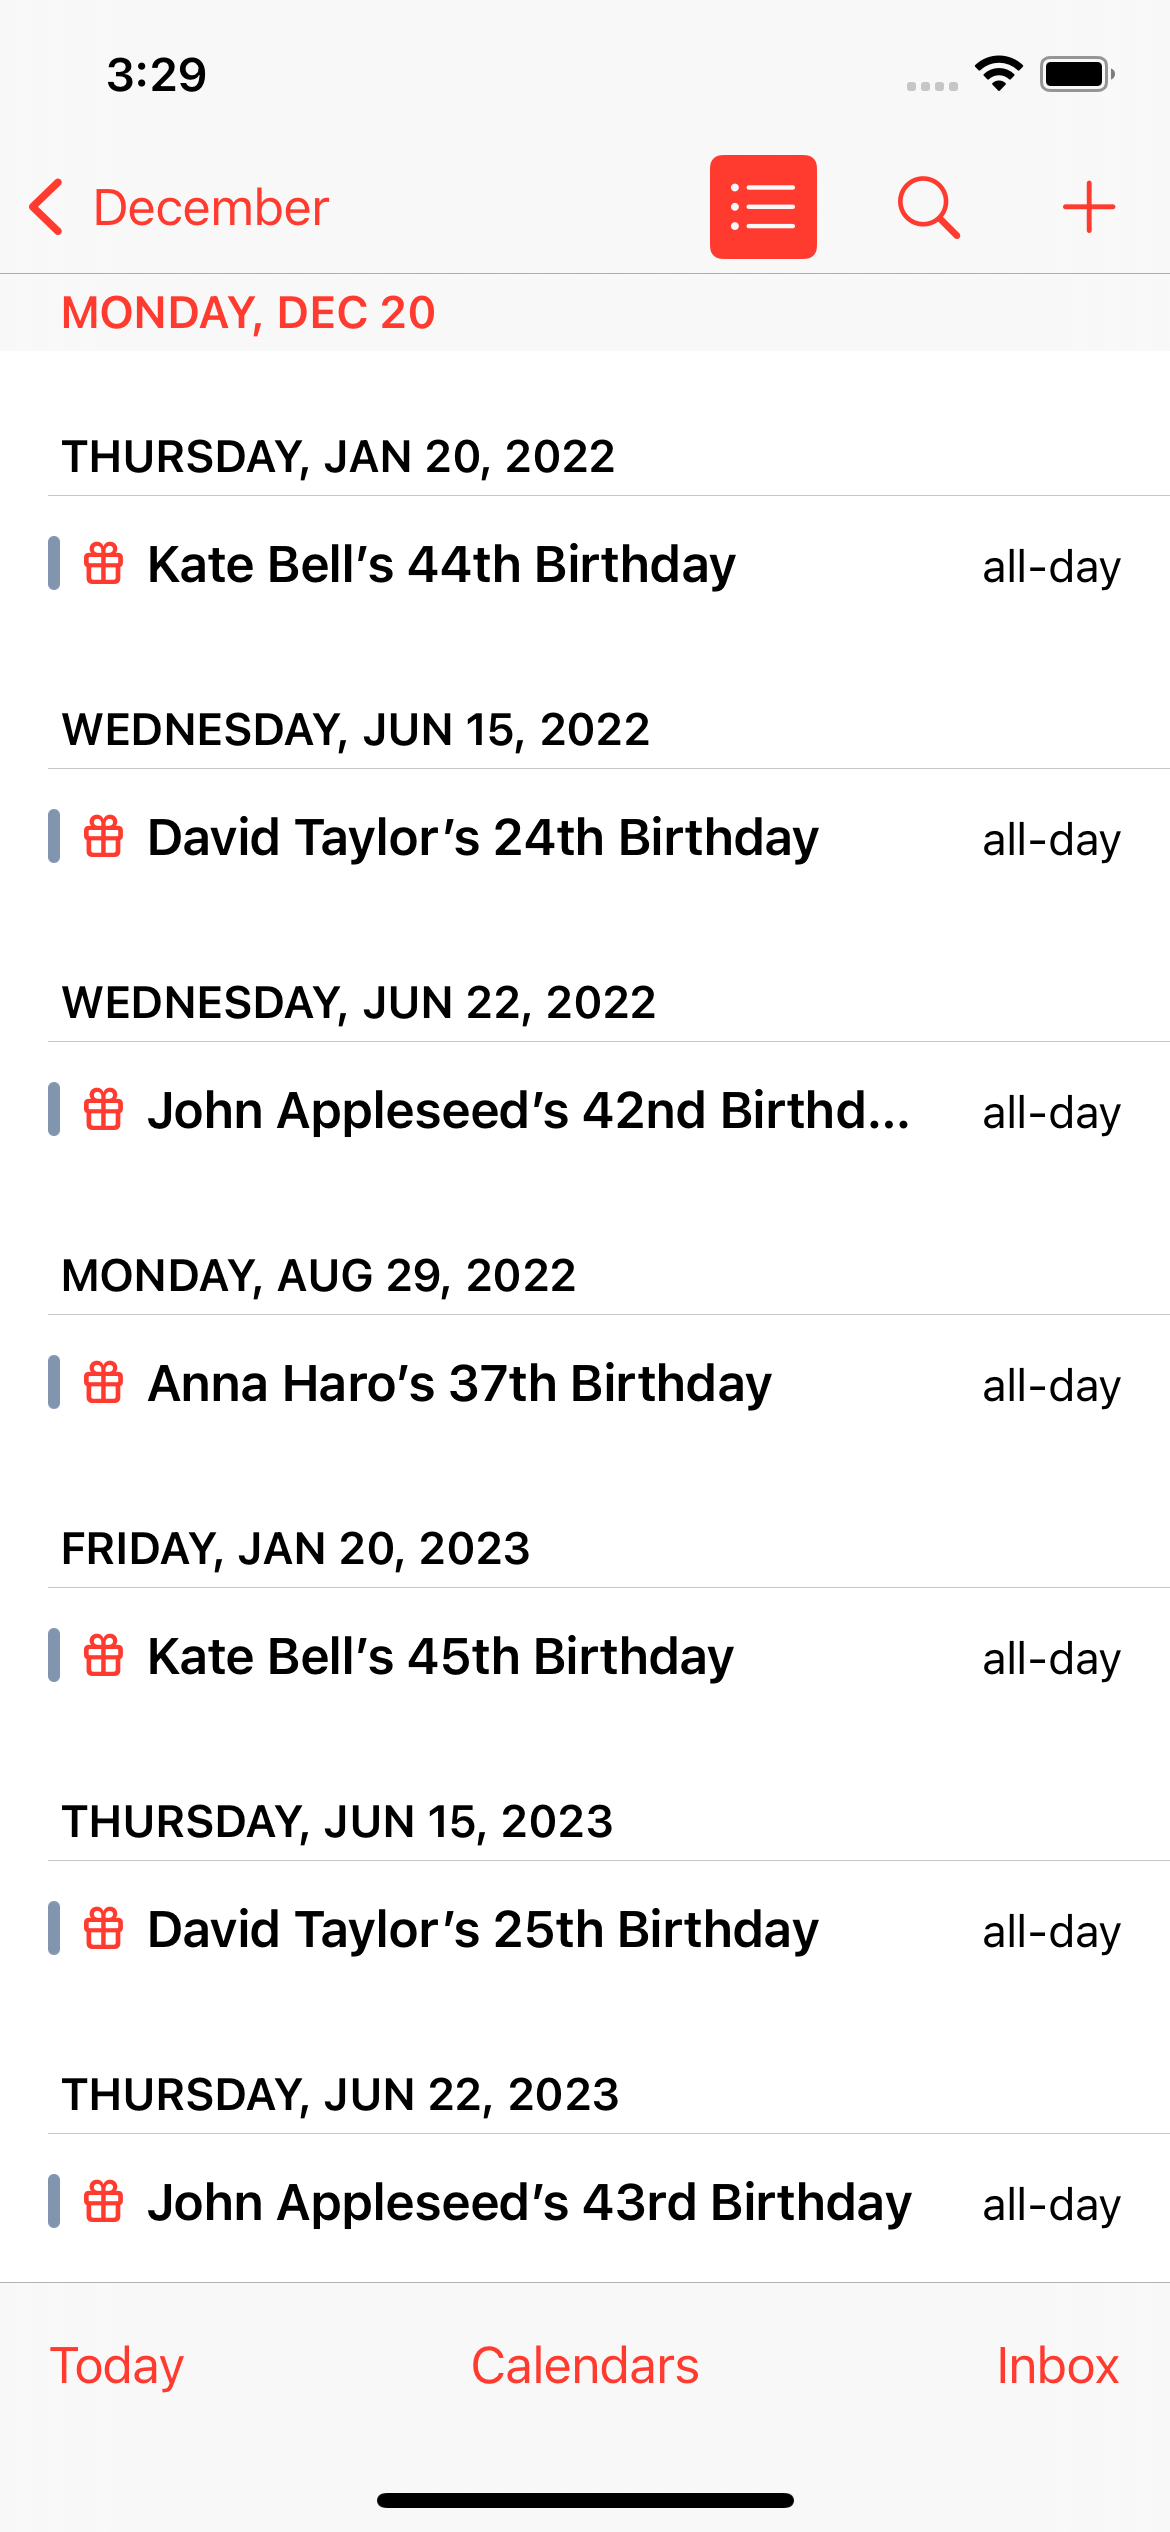 3:29
December
MONDAY, DEC 20
THURSDAY, JAN 20, 2022
Kate Bell’s 44th Birthday all-day
WEDNESDAY, JUN 15, 2022
David Taylor’s 24th Birthday all-day
WEDNESDAY, JUN 22, 2022
John Appleseed’s 42nd Birthd... all-day
MONDAY, AUG 29, 2022
Anna Haro’s 37th Birthday all-day
FRIDAY, JAN 20, 2023
Kate Bell’s 45th Birthday all-day
THURSDAY, JUN 15, 2023
David Taylor’s 25th Birthday all-day
THURSDAY, JUN 22, 2023
John Appleseed’s 43rd Birthday all-day
Today Calendars Inbox